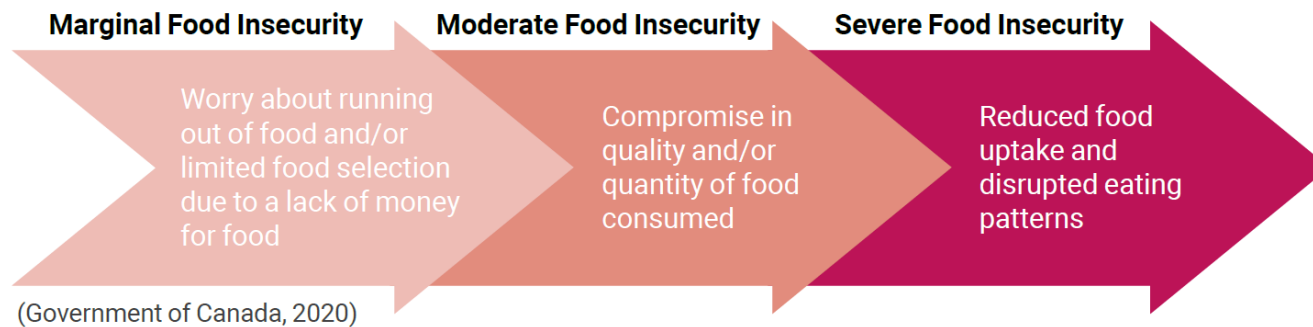 Marginal Food Insecurity
Moderate Food Insecurity
Severe Food Insecurity
Worry about running
out of food and/or
limited food selection
due to a lack of money
for food
Compromise in
quality and/or
quantity of food
consumed
Reduced food
uptake and
disrupted eating
patterns
(Government of Canada, 2020)